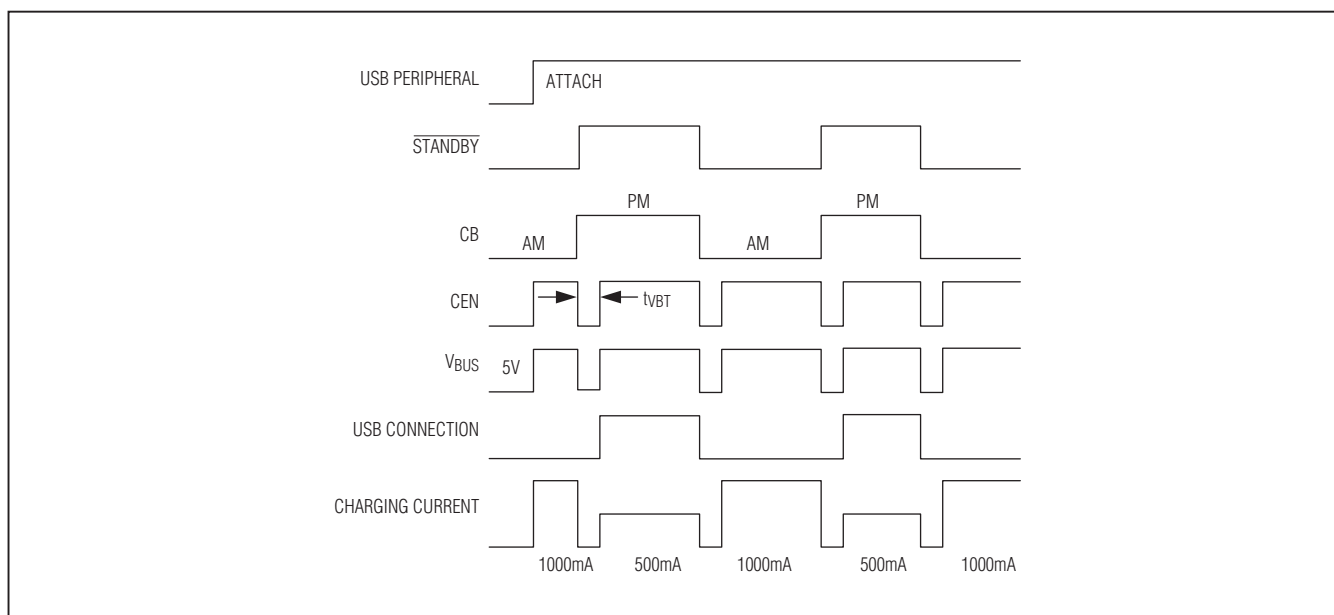 USB PERIPHERAL
ATTACH
STANDBY
CB
AM
PM
AM
PM
CEN
tVBT
VBUS
5V
USB CONNECTION
CHARGING CURRENT
1000mA
500mA
1000mA
500mA
1000mA